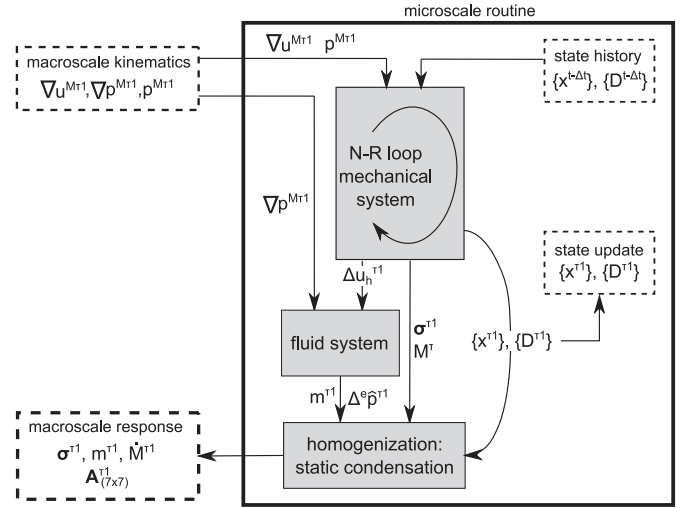 microscale routine
macroscale kinematics
∇u^Mτ1,∇p^Mτ1,p^Mτ1
∇u^Mτ1 p^Mτ1
state history
{x^t-Δt}, {D^t-Δt}
N-R loop
mechanical
system
∇p^Mτ1
state update
{x^τ1}, {D^τ1}
Δu_h^τ1
fluid system
σ^τ1
M^τ
{x^τ1}, {D^τ1}
m^τ1 Δ^e p̂^τ1
macroscale response
σ^τ1, m^τ1, Ṁ^τ1
A^τ1_(7x7)
homogenization:
static condensation